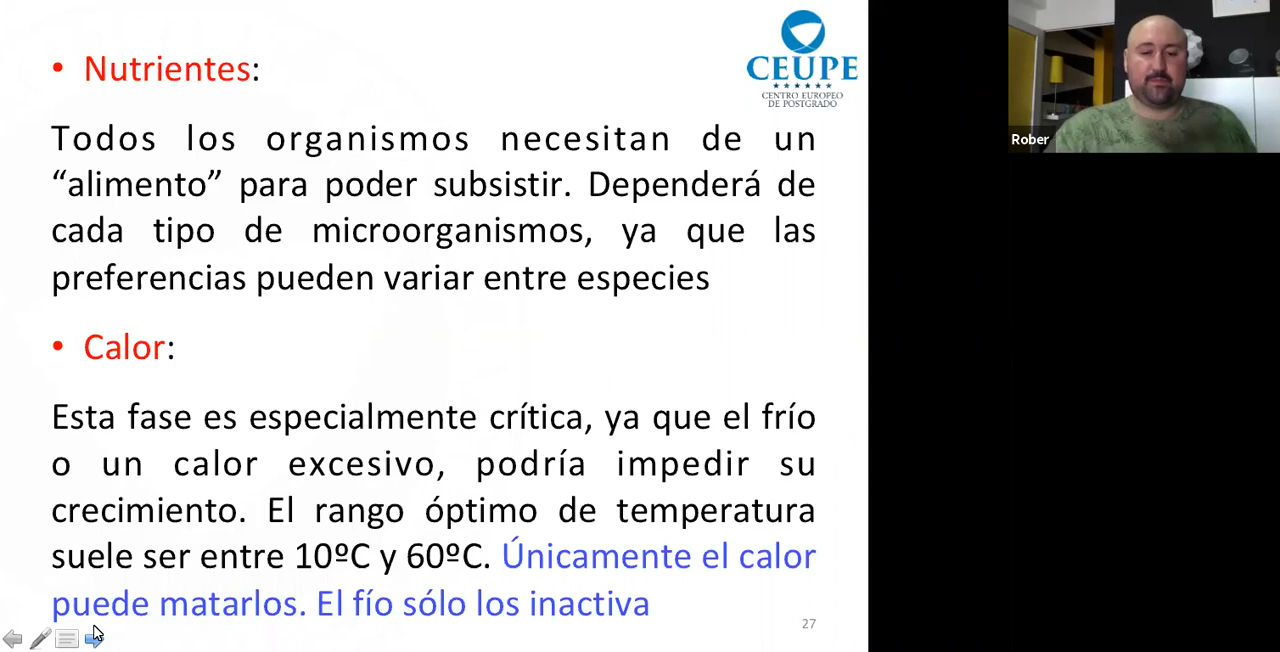 • Nutrientes:
Todos los organismos necesitan de un
“alimento” para poder subsistir. Dependerá de
cada tipo de microorganismos, ya que las
preferencias pueden variar entre especies
• Calor:
Esta fase es especialmente crítica, ya que el frío
o un calor excesivo, podría impedir su
crecimiento. El rango óptimo de temperatura
suele ser entre 10ºC y 60ºC. Únicamente el calor
puede matarlos. El fío sólo los inactiva
27
CEUPE
CENTRO EUROPEO
DE POSTGRADO
Rober